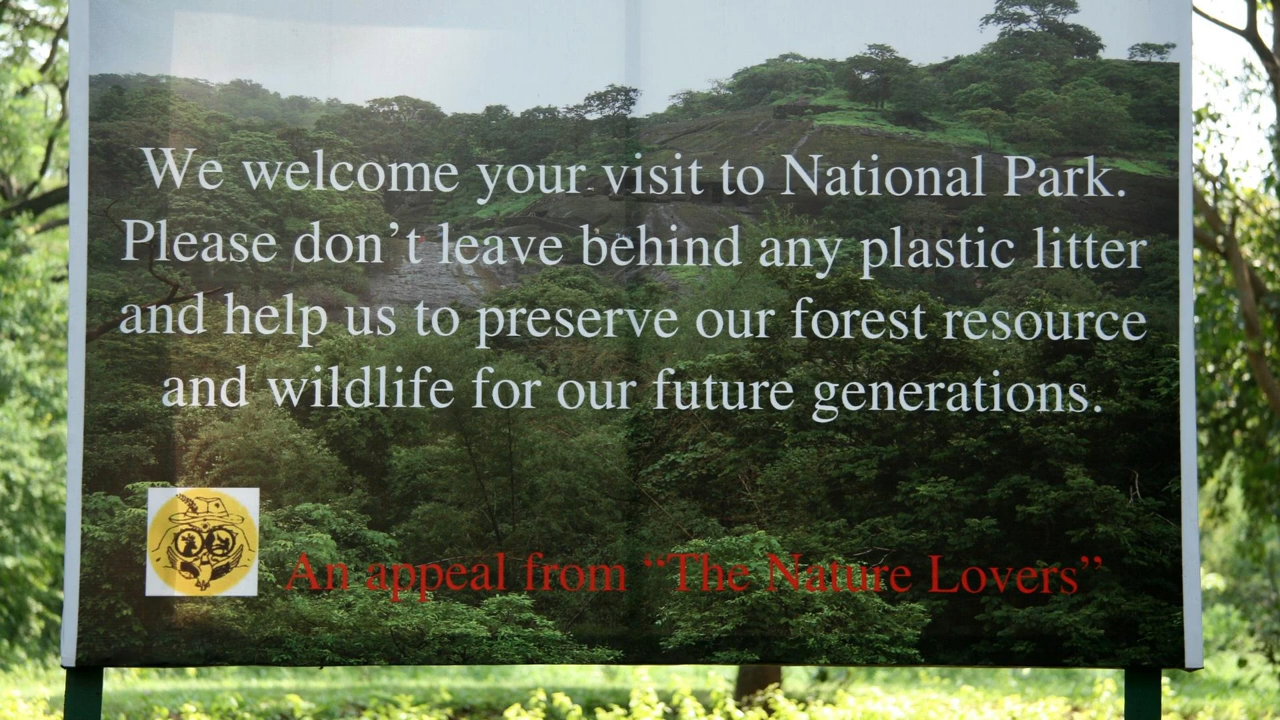 We welcome your visit to National Park.
Please don’t leave behind any plastic litter
and help us to preserve our forest resource
and wildlife for our future generations.
An appeal from “The Nature Lovers”